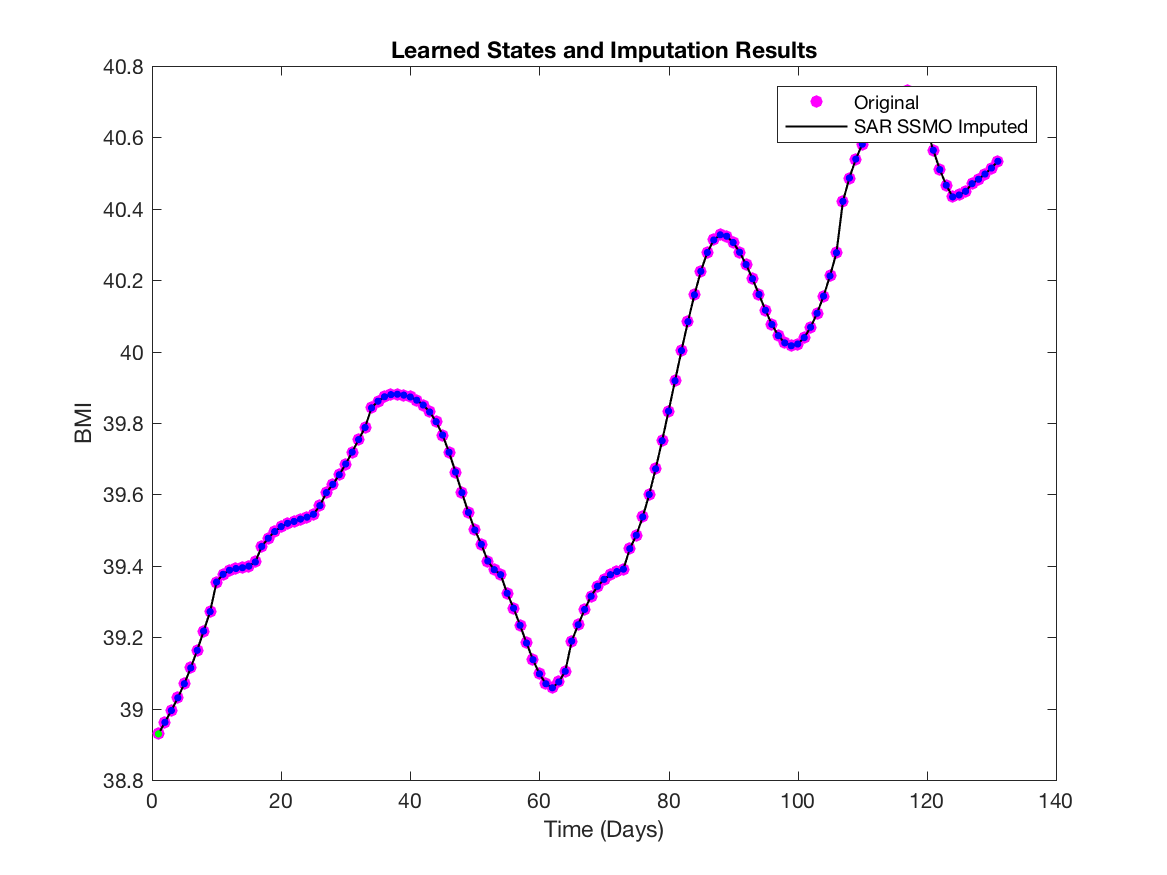 Learned States and Imputation Results
Original
SAR SSMO Imputed
40.8
40.6
40.4
40.2
40
39.8
39.6
39.4
39.2
39
38.8
BMI
0 20 40 60 80 100 120 140
Time (Days)